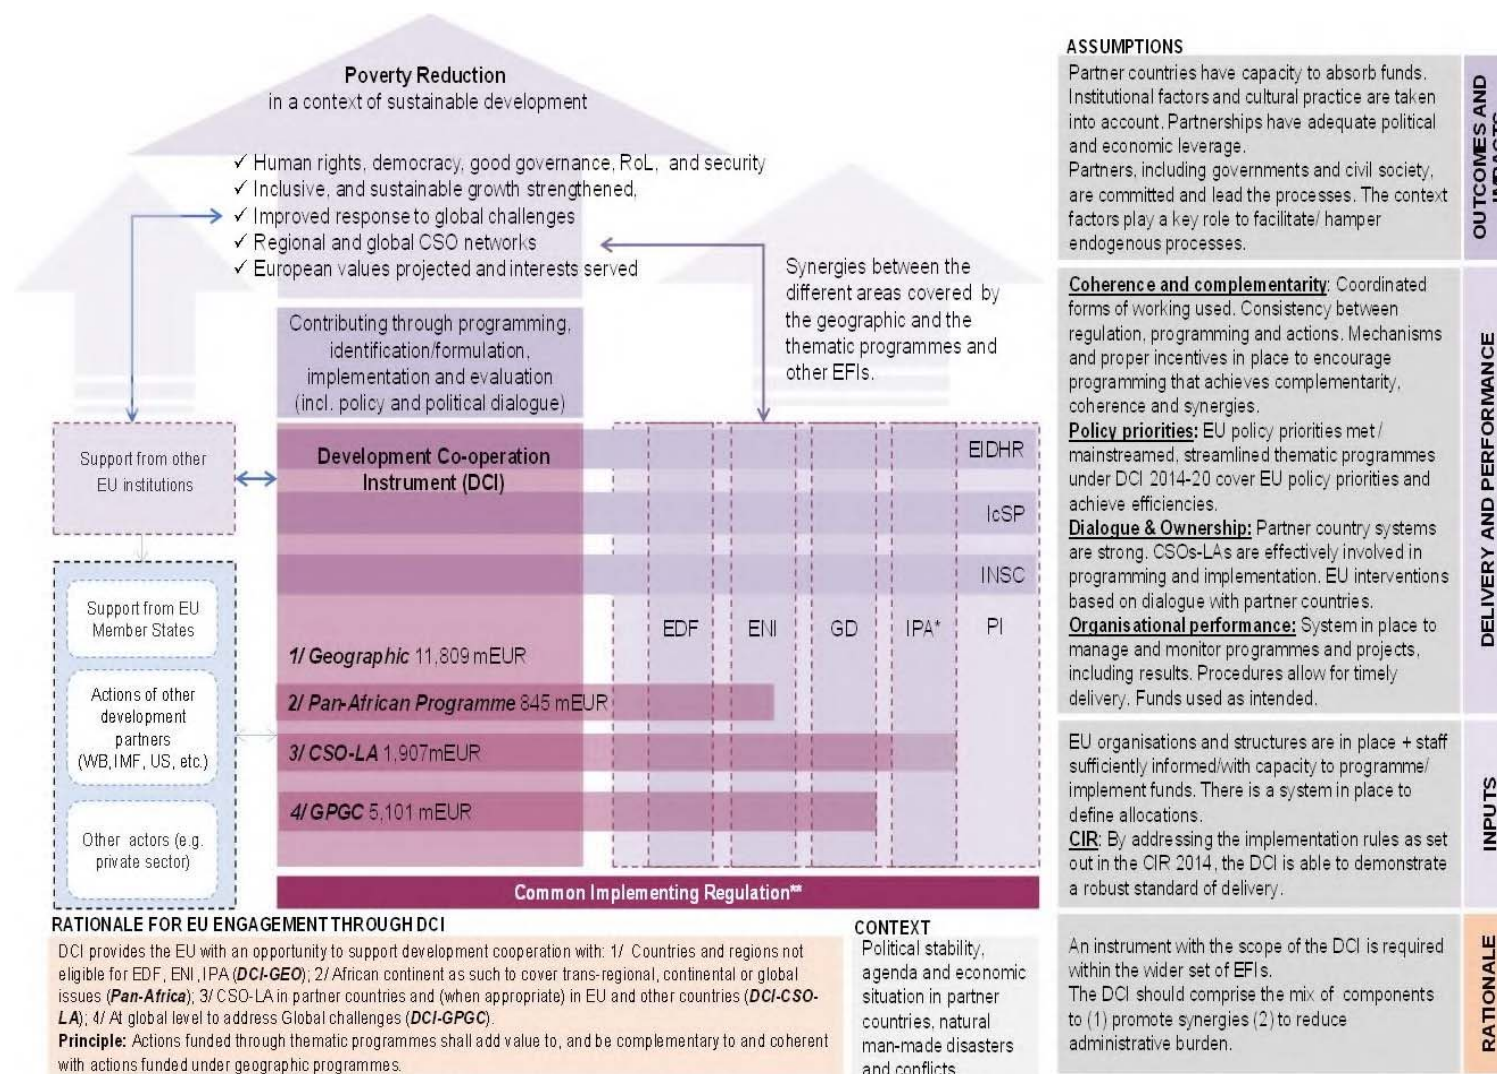 Poverty Reduction
in a context of sustainable development
✓ Human rights, democracy, good governance, RoL, and security
✓ Inclusive, and sustainable growth strengthened,
✓ Improved response to global challenges
✓ Regional and global CSO networks
✓ European values projected and interests served
Contributing through programming,
identification/formulation,
implementation and evaluation
(incl. policy and political dialogue)
Synergies between the
different areas covered by
the geographic and the
thematic programmes and
other EFIs.
Support from other
EU institutions
Development Co-operation
Instrument (DCI)
EIDHR
IcSP
INSC
EDF
ENI
GD
IPA*
PI
Support from EU
Member States
Actions of other
development
partners
(WB, IMF, US, etc.)
Other actors (e.g.
private sector)
1/ Geographic 11,809 mEUR
2/ Pan-African Programme 845 mEUR
3/ CSO-LA 1,907mEUR
4/ GPGC 5,101 mEUR
Common Implementing Regulation**
RATIONALE FOR EU ENGAGEMENT THROUGH DCI
DCI provides the EU with an opportunity to support development cooperation with: 1/ Countries and regions not
eligible for EDF, ENI, IPA (DCI-GEO); 2/ African continent as such to cover trans-regional, continental or global
issues (Pan-Africa); 3/ CSO-LA in partner countries and (when appropriate) in EU and other countries (DCI-CSO-
LA); 4/ At global level to address Global challenges (DCI-GPGC).
Principle: Actions funded through thematic programmes shall add value to, and be complementary to and coherent
with actions funded under geographic programmes.
CONTEXT
Political stability,
agenda and economic
situation in partner
countries, natural
man-made disasters
and conflicts
ASSUMPTIONS
Partner countries have capacity to absorb funds.
Institutional factors and cultural practice are taken
into account. Partnerships have adequate political
and economic leverage.
Partners, including governments and civil society,
are committed and lead the processes. The context
factors play a key role to facilitate/ hamper
endogenous processes.
OUTCOMES AND
IMPACTS
Coherence and complementarity: Coordinated
forms of working used. Consistency between
regulation, programming and actions. Mechanisms
and proper incentives in place to encourage
programming that achieves complementarity,
coherence and synergies.
Policy priorities: EU policy priorities met /
mainstreamed, streamlined thematic programmes
under DCI 2014-20 cover EU policy priorities and
achieve efficiencies.
Dialogue & Ownership: Partner country systems
are strong. CSOs-LAs are effectively involved in
programming and implementation. EU interventions
based on dialogue with partner countries.
Organisational performance: System in place to
manage and monitor programmes and projects,
including results. Procedures allow for timely
delivery. Funds used as intended.
DELIVERY AND PERFORMANCE
EU organisations and structures are in place + staff
sufficiently informed/with capacity to programme/
implement funds. There is a system in place to
define allocations.
CIR: By addressing the implementation rules as set
out in the CIR 2014, the DCI is able to demonstrate
a robust standard of delivery.
INPUTS
An instrument with the scope of the DCI is required
within the wider set of EFIs.
The DCI should comprise the mix of components
to (1) promote synergies (2) to reduce
administrative burden.
RATIONALE